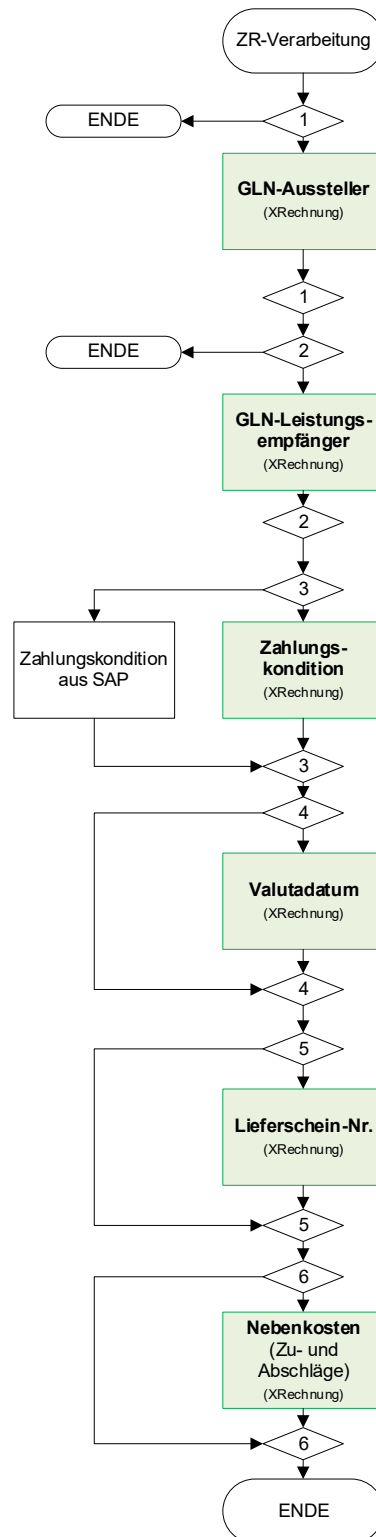 ZR-Verarbeitung
ENDE
1
GLN-Aussteller
(XRechnung)
1
ENDE
2
GLN-Leistungs-
empfänger
(XRechnung)
2
3
Zahlungskondition
aus SAP
Zahlungs-
kondition
(XRechnung)
3
4
Valutadatum
(XRechnung)
4
5
Lieferschein-Nr.
(XRechnung)
5
6
Nebenkosten
(Zu- und
Abschläge)
(XRechnung)
6
ENDE